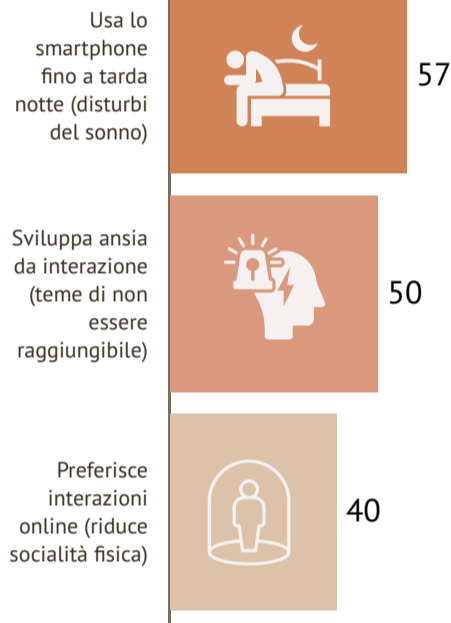 Usa lo
smartphone
fino a tarda
notte (disturbi
del sonno)
57
Sviluppa ansia
da interazione
(teme di non
essere
raggiungibile)
50
Preferisce
interazioni
online (riduce
socialità fisica)
40